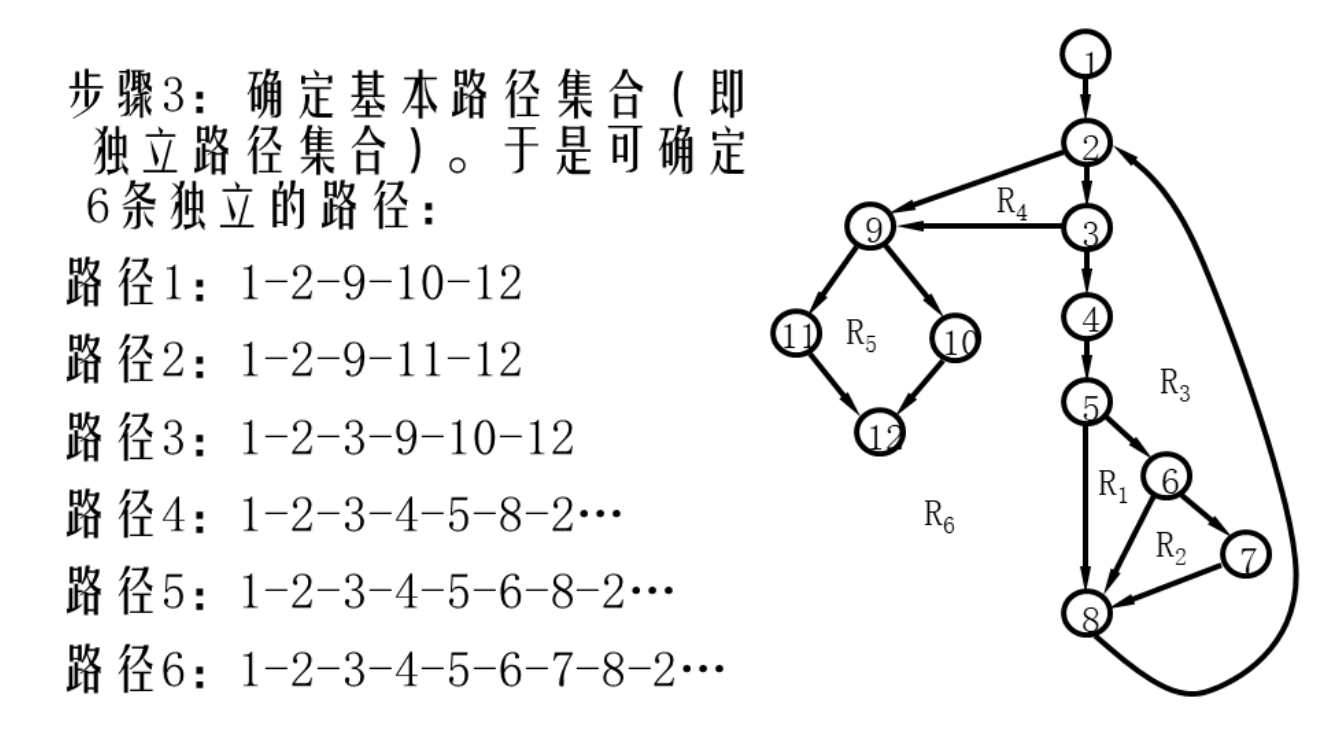 步骤3：确定基本路径集合（即
独立路径集合）。于是可确定
6条独立的路径：
路径1：1-2-9-10-12
路径2：1-2-9-11-12
路径3：1-2-3-9-10-12
路径4：1-2-3-4-5-8-2…
路径5：1-2-3-4-5-6-8-2…
路径6：1-2-3-4-5-6-7-8-2…
1
2
R4
9
3
11
R5
10
4
R3
5
12
R1
6
R6
R2
7
8